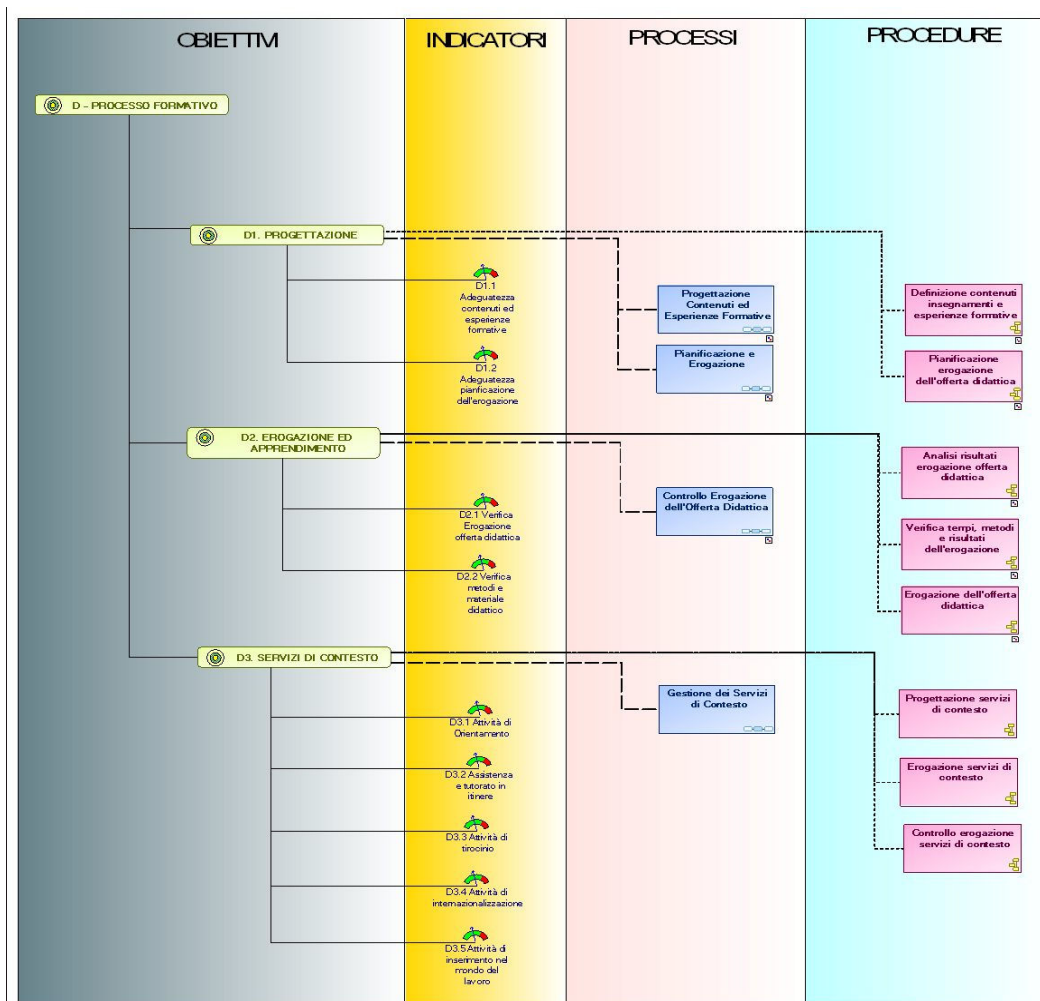 OBIETTIVI
INDICATORI
PROCESSI
PROCEDURE
D - PROCESSO FORMATIVO
D1. PROGETTAZIONE
D1.1
Adeguatezza
contenuti ed
esperienze
formative
D1.2
Adeguatezza
pianficazione
dell'erogazione
Progettazione
Contenuti ed
Esperienze Formative
Pianificazione e
Erogazione
Definizione contenuti
insegnamenti e
esperienze formative
Pianificazione
erogazione
dell'offerta didattica
D2. EROGAZIONE ED
APPRENDIMENTO
D2.1 Verifica
Erogazione
offerta didattica
D2.2 Verifica
metodi e
materiale
didattico
Controllo Erogazione
dell'Offerta Didattica
Analisi risultati
erogazione offerta
didattica
Verifica tempi, metodi
e risultati
dell'erogazione
Erogazione dell'offerta
didattica
D3. SERVIZI DI CONTESTO
D3.1 Attività di
Orientamento
D3.2 Assistenza
e tutorato in
itinere
D3.3 Attività di
tirocinio
D3.4 Attività di
internazionalizzazione
D3.5 Attività di
inserimento nel
mondo del
lavoro
Gestione dei Servizi
di Contesto
Progettazione servizi
di contesto
Erogazione servizi di
contesto
Controllo erogazione
servizi di contesto